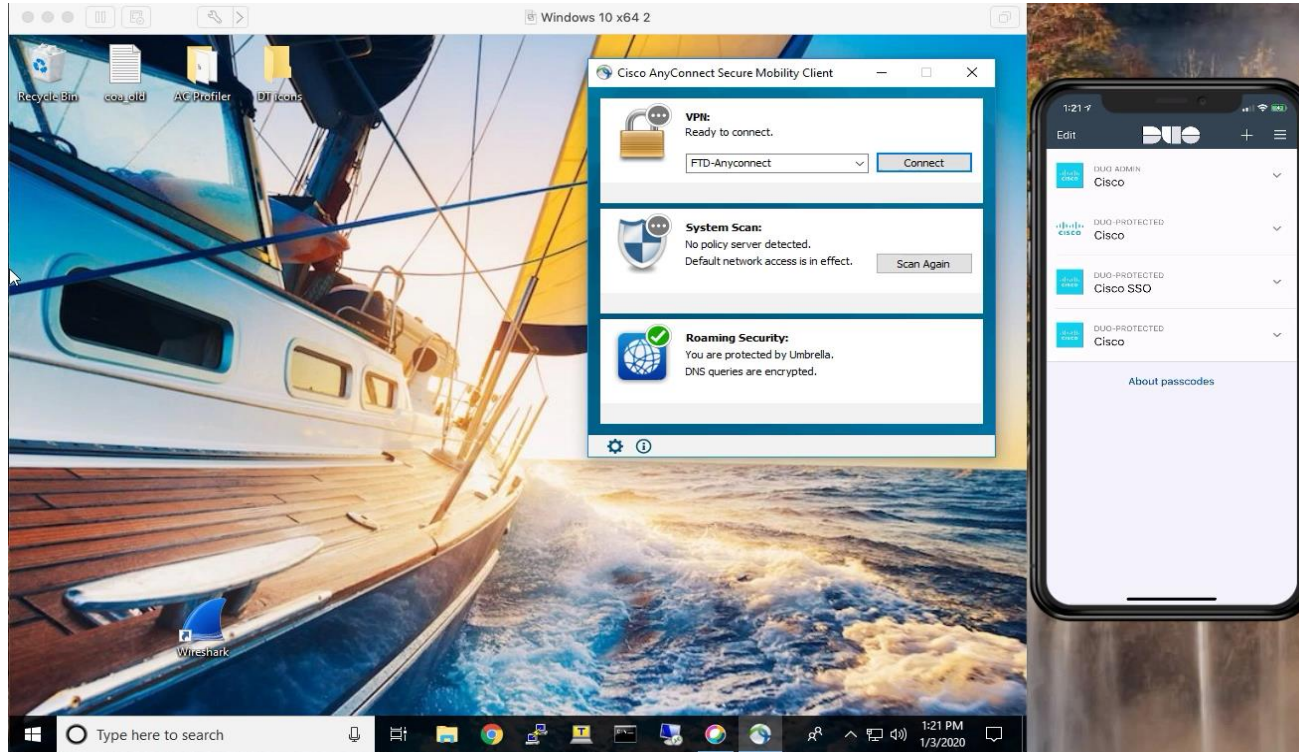 Windows 10 x64 2
Recycle Bin
coa_old
AC Profiler
DIT icons
Cisco AnyConnect Secure Mobility Client
VPN:
Ready to connect.
FTD-Anyconnect
Connect
System Scan:
No policy server detected.
Default network access is in effect.
Scan Again
Roaming Security:
You are protected by Umbrella.
DNS queries are encrypted.
Wireshark
Type here to search
1:21 PM
1/3/2020
1:21
Edit
DUO
DUO ADMIN
Cisco
DUO-PROTECTED
Cisco
DUO-PROTECTED
Cisco SSO
DUO-PROTECTED
Cisco
About passcodes